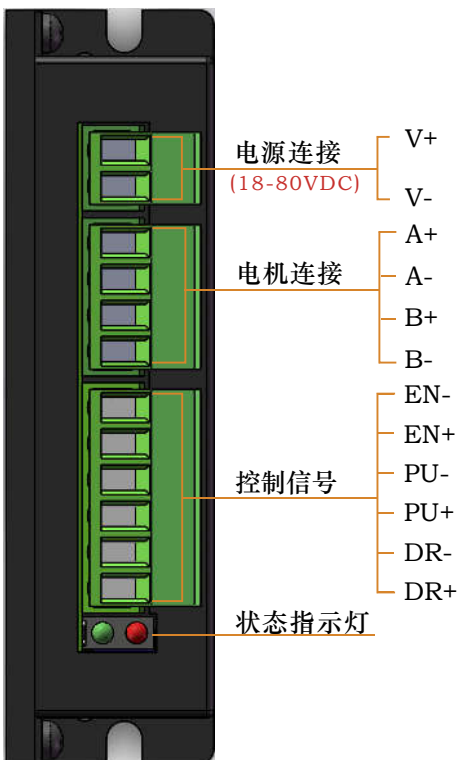 电源连接
(18-80VDC)
V+
V-
电机连接
A+
A-
B+
B-
控制信号
EN-
EN+
PU-
PU+
DR-
DR+
状态指示灯